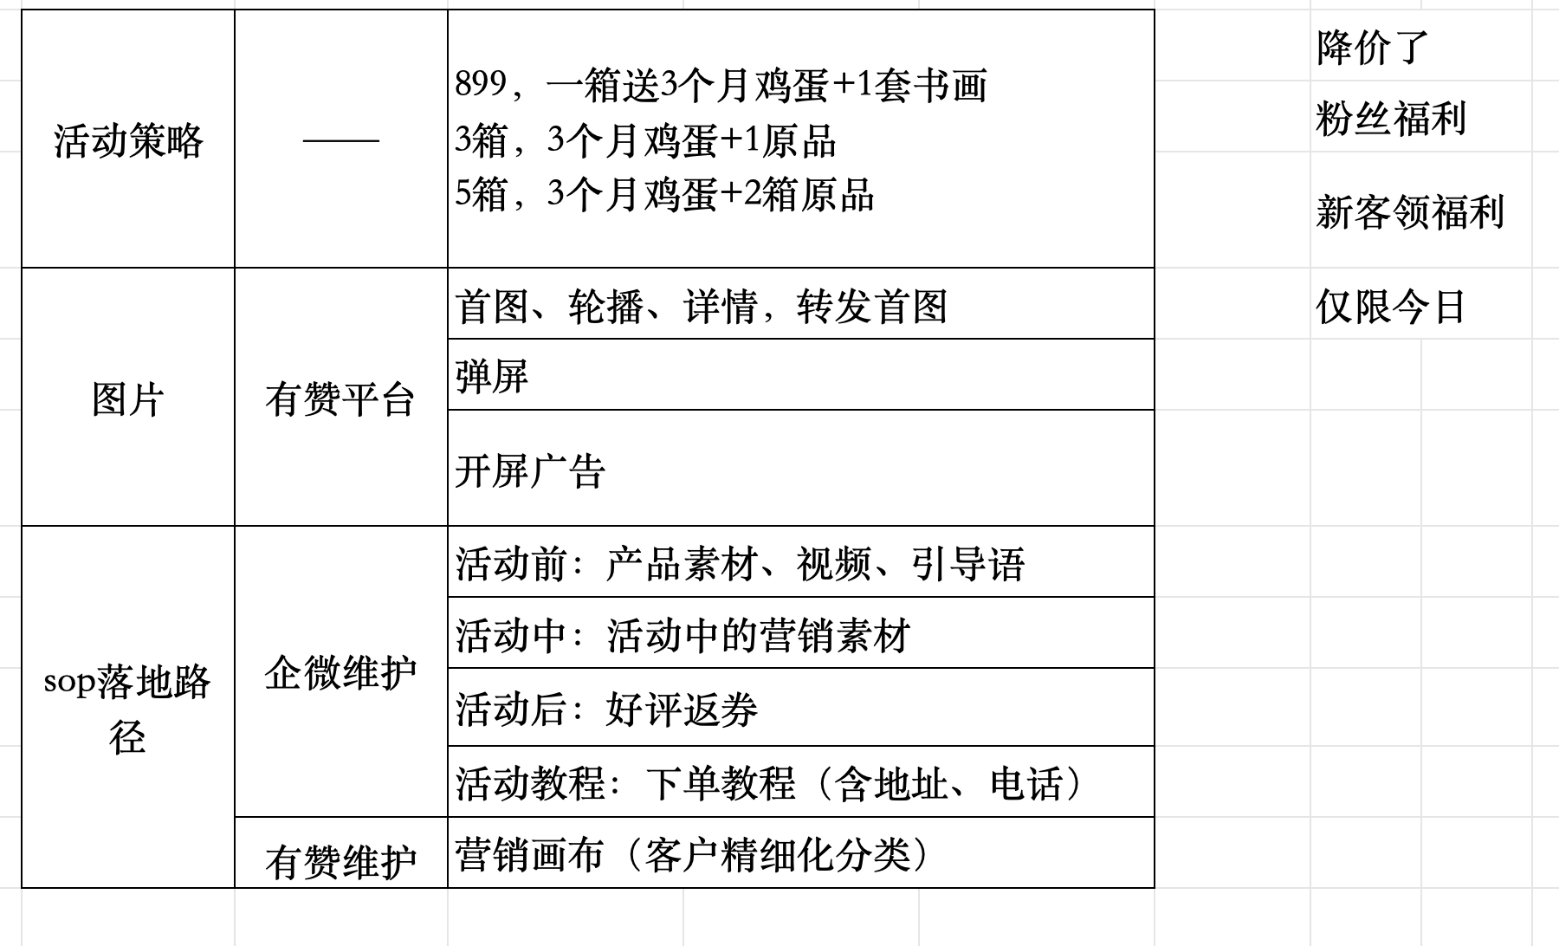 活动策略
——
899，一箱送3个月鸡蛋+1套书画
3箱，3个月鸡蛋+1原品
5箱，3个月鸡蛋+2箱原品
降价了
粉丝福利
新客领福利
仅限今日
图片
有赞平台
首图、轮播、详情，转发首图
弹屏
开屏广告
sop落地路
径
企微维护
活动前：产品素材、视频、引导语
活动中：活动中的营销素材
活动后：好评返券
活动教程：下单教程（含地址、电话）
有赞维护
营销画布（客户精细化分类）